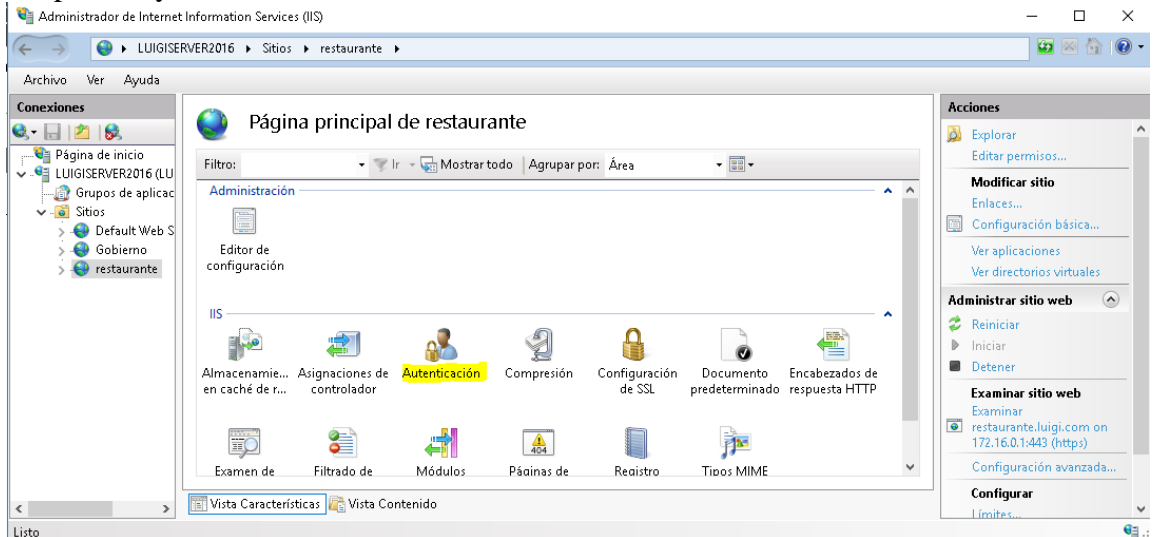 Administrador de Internet Information Services (IIS)
LUIGISERVER2016 ▸ Sitios ▸ restaurante ▸
Archivo Ver Ayuda
Conexiones
Página de inicio
LUIGISERVER2016 (LU
Grupos de aplicac
Sitios
Default Web S
Gobierno
restaurante
Página principal de restaurante
Filtro: Ir Mostrar todo Agrupar por: Área
Administración
Editor de
configuración
IIS
Almacenamie...
en caché de r...
Asignaciones de
controlador
Autenticación
Compresión
Configuración
de SSL
Documento
predeterminado
Encabezados de
respuesta HTTP
Examen de
Filtrado de
Módulos
404
Páginas de
Registro
Tipos MIME
Vista Características
Vista Contenido
Acciones
Explorar
Editar permisos...
Modificar sitio
Enlaces...
Configuración básica...
Ver aplicaciones
Ver directorios virtuales
Administrar sitio web
Reiniciar
Iniciar
Detener
Examinar sitio web
Examinar
restaurante.luigi.com on
172.16.0.1:443 (https)
Configuración avanzada...
Configurar
Límites...
Listo